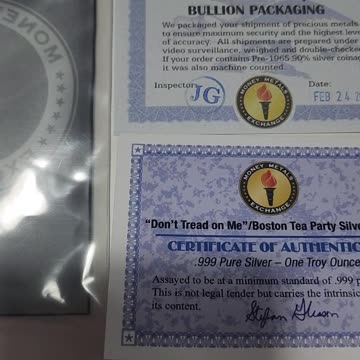 BULLION PACKAGING
We packaged your shipment of precious metals
to ensure maximum security and the highest level
of accuracy. All shipments are prepared under
video surveillance, weighed and double-checked
If your order contains Pre-1965 90% silver coinage
it was also machine counted.
Inspector JG
MONEY METALS EXCHANGE
DATE
FEB 24 2
MONEY
MONEY METALS EXCHANGE
"Don't Tread on Me"/Boston Tea Party Silver
CERTIFICATE OF AUTHENTIC
.999 Pure Silver – One Troy Ounce
Assayed to be at a minimum standard of .999 p
This is not legal tender but carries the intrinsic
its content.
Stefan Gleason